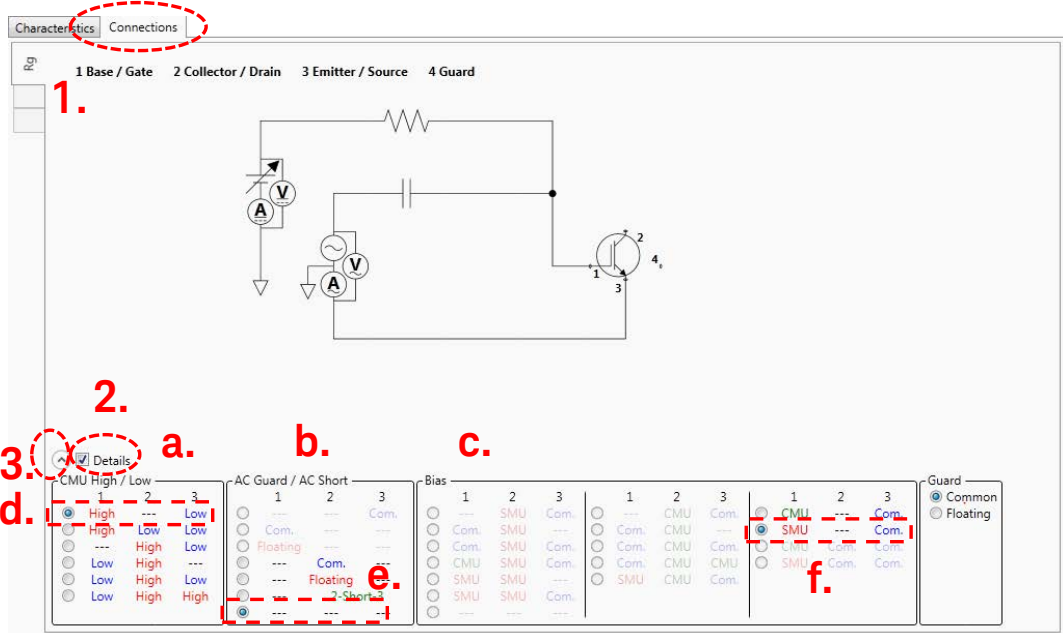 Characteristics Connections
Rg
1 Base / Gate 2 Collector / Drain 3 Emitter / Source 4 Guard
1.
V
A
V
A
2
4
1
3
2.
a. b. c.
3.
Details
CMU High / Low AC Guard / AC Short Bias Guard
d.
1 2 3 1 2 3 1 2 3 1 2 3 1 2 3 Common
High --- Low --- --- Com. --- SMU Com. --- CMU Com. CMU --- Com. Floating
High Low Low Com. --- --- Com. SMU --- Com. CMU --- SMU --- Com.
--- High Low Floating --- --- Com. SMU Com. Com. CMU Com. CMU Com. Com.
Low High --- --- Com. --- CMU SMU Com. Com. CMU CMU SMU Com. Com.
Low High Low --- Floating --- SMU SMU --- SMU CMU Com.
e. f.
Low High High --- 2-Short-3 SMU SMU Com.
--- --- --- --- --- ---